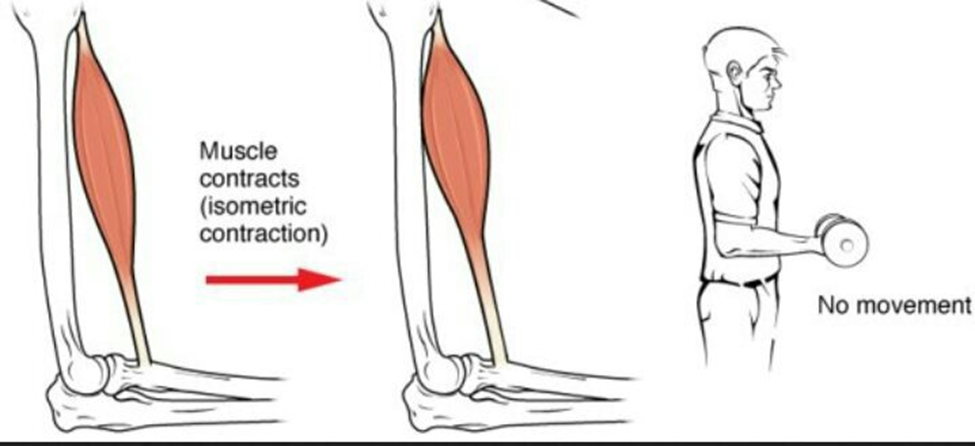 Muscle
contracts
(isometric
contraction)
No movement